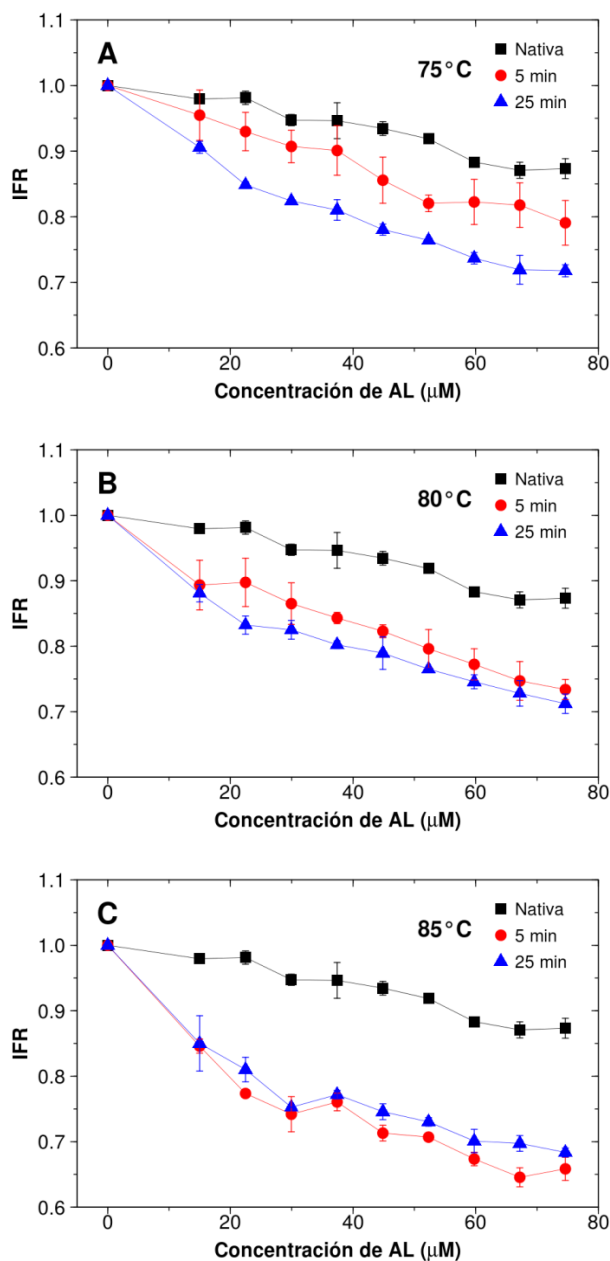 A
75°C
Nativa
5 min
25 min
IFR
1.1
1.0
0.9
0.8
0.7
0.6
0 20 40 60 80
Concentración de AL (μM)
B
80°C
Nativa
5 min
25 min
IFR
1.1
1.0
0.9
0.8
0.7
0.6
0 20 40 60 80
Concentración de AL (μM)
C
85°C
Nativa
5 min
25 min
IFR
1.1
1.0
0.9
0.8
0.7
0.6
0 20 40 60 80
Concentración de AL (μM)